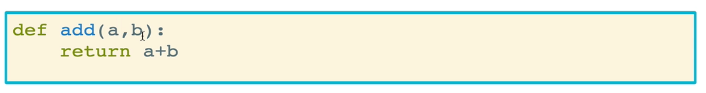 def add(a,b):
    return a+b